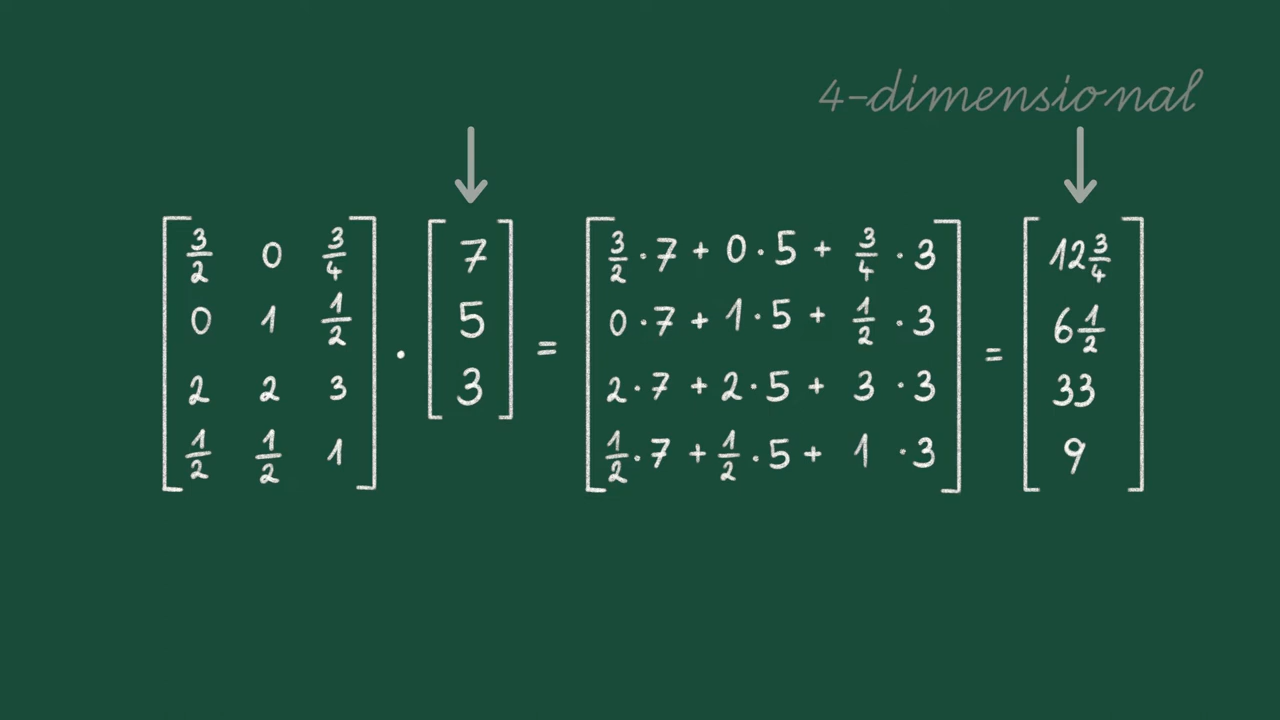 4-dimensional
3/2 0 3/4 7 3/2 · 7 + 0 · 5 + 3/4 · 3 12 3/4
0 1 1/2 5 0 · 7 + 1 · 5 + 1/2 · 3 6 1/2
· = =
2 2 3 3 2 · 7 + 2 · 5 + 3 · 3 33
1/2 1/2 1 1/2 · 7 + 1/2 · 5 + 1 · 3 9